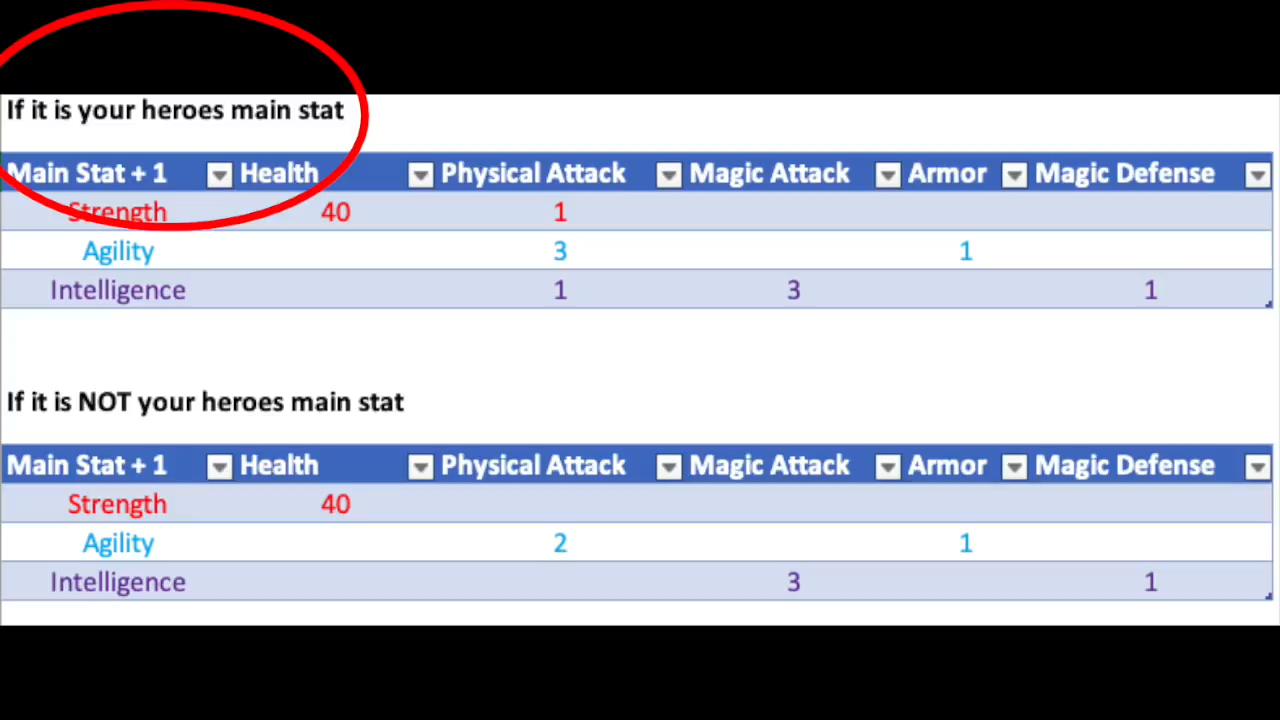 If it is your heroes main stat
Main Stat + 1 Health Physical Attack Magic Attack Armor Magic Defense
Strength 40 1
Agility 3 1
Intelligence 1 3 1
If it is NOT your heroes main stat
Main Stat + 1 Health Physical Attack Magic Attack Armor Magic Defense
Strength 40
Agility 2 1
Intelligence 3 1